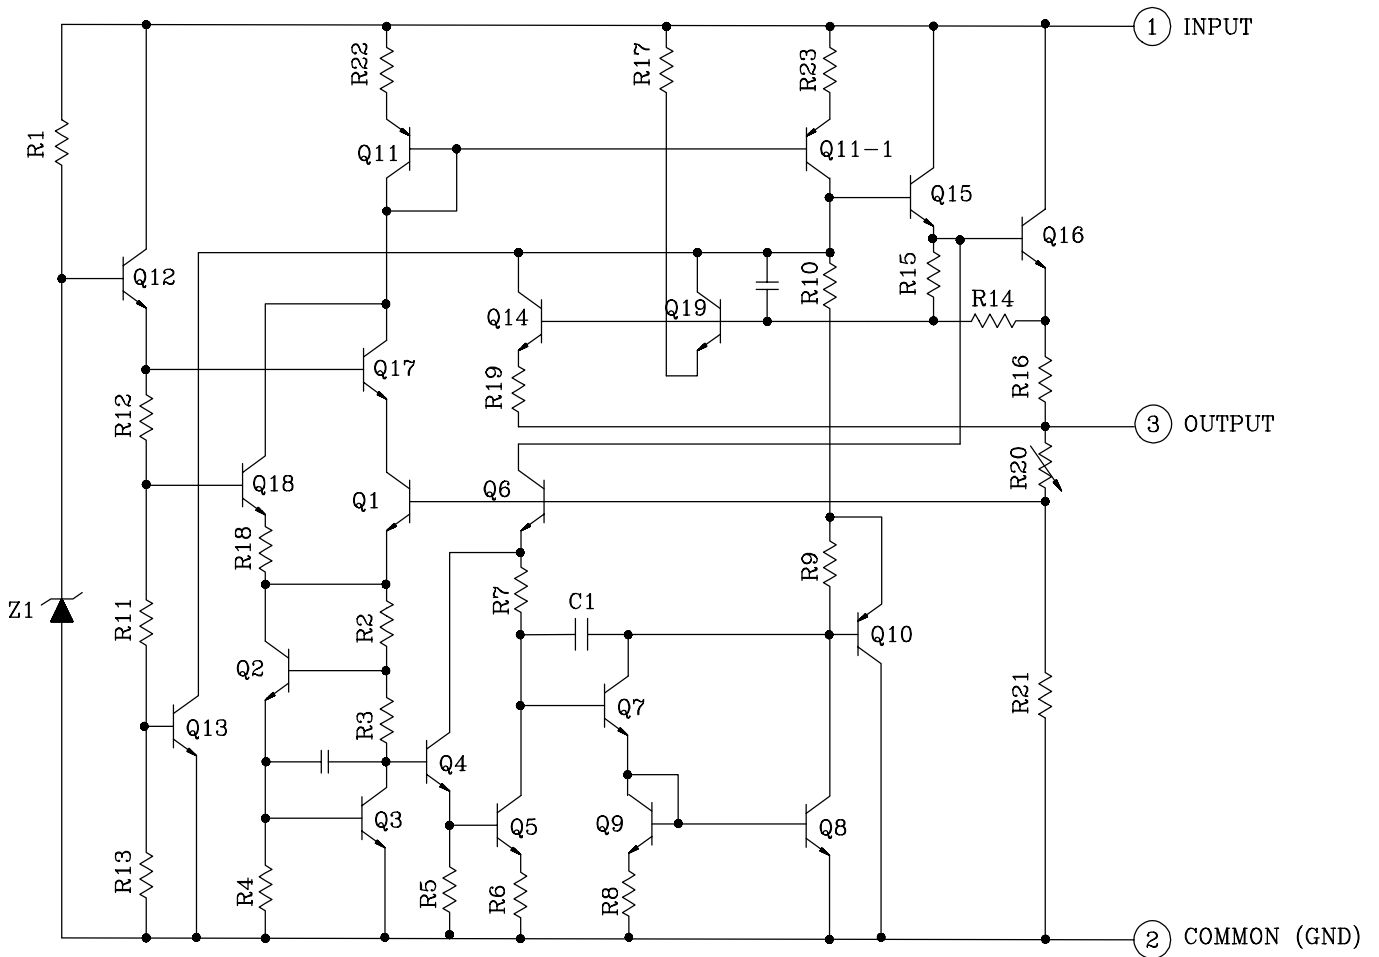 1 INPUT
R22
R17
R23
R1
Q11
Q11-1
Q15
Q16
Q12
R10
R15
R14
Q14
Q19
R16
Q17
R19
R12
3 OUTPUT
R20
Q18
Q1
Q6
R18
R9
R7
C1
Z1
R11
R2
Q10
Q2
R21
Q7
R3
Q13
Q4
Q3
Q5
Q9
Q8
R13
R4
R5
R6
R8
2 COMMON (GND)